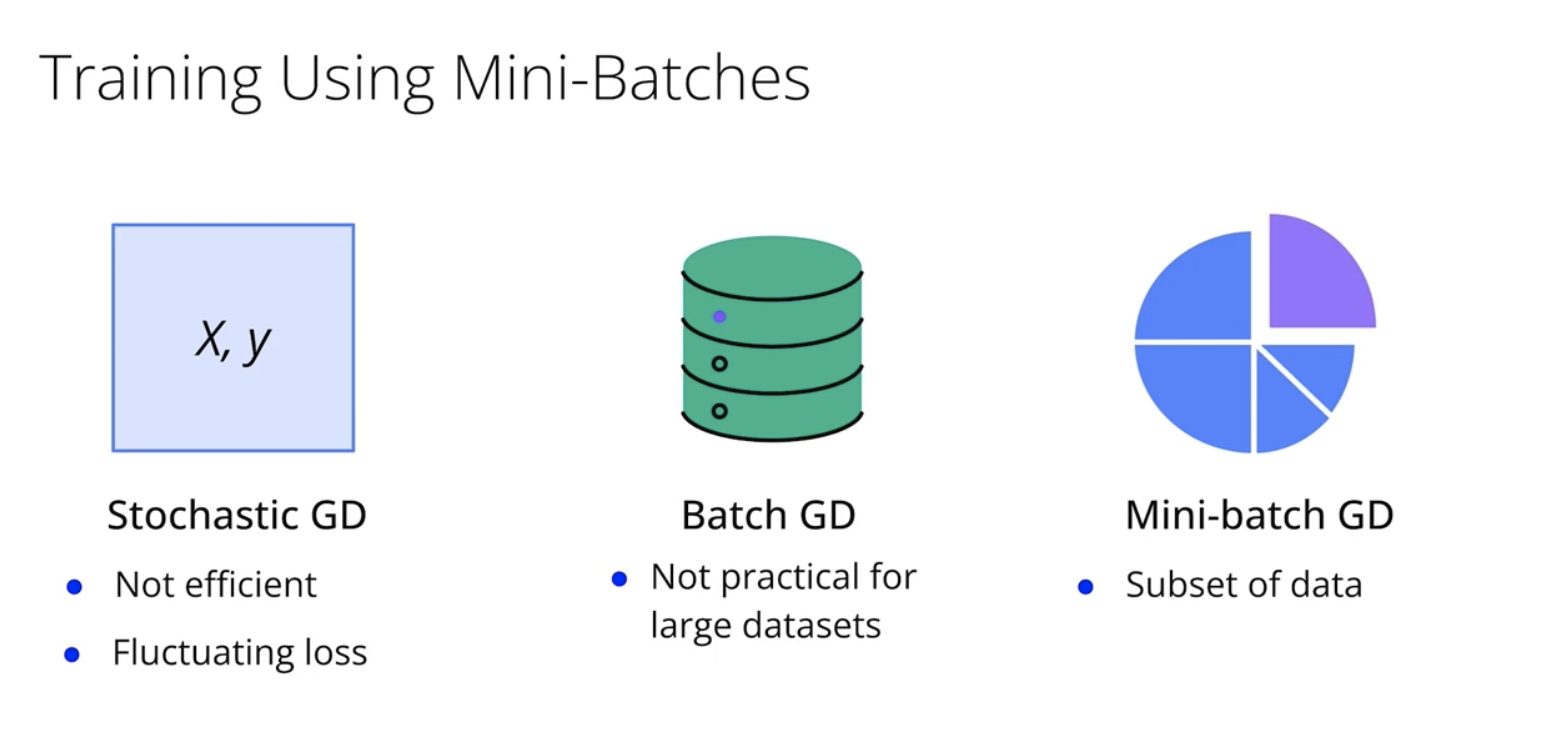 Training Using Mini-Batches
X, y
Stochastic GD
Not efficient
Fluctuating loss
Batch GD
Not practical for
large datasets
Mini-batch GD
Subset of data